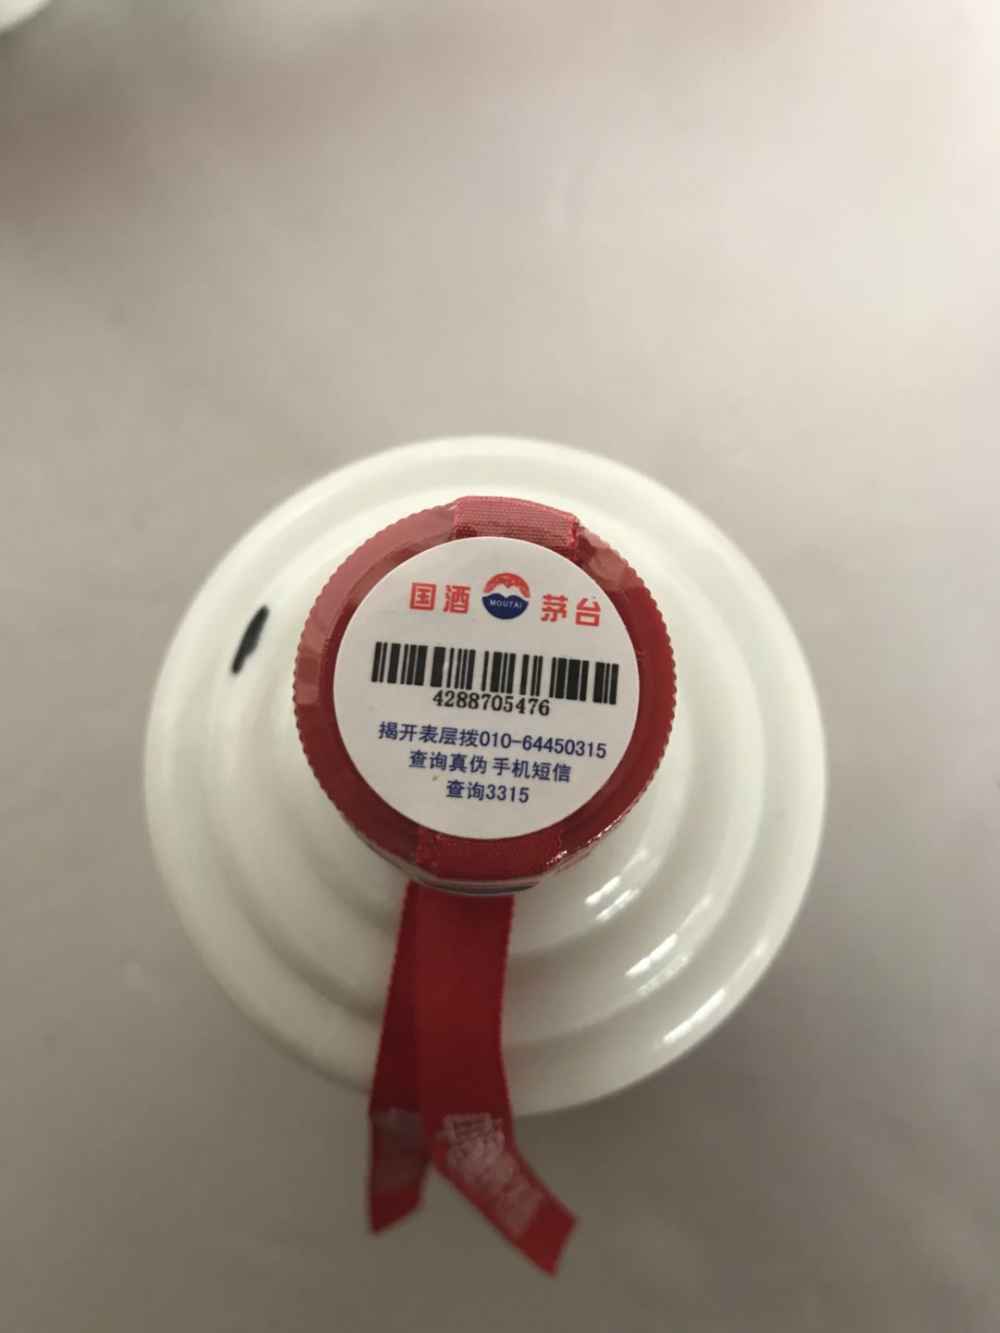 国酒 MOUTAI 茅台
4288705476
揭开表层拨010-64450315
查询真伪 手机短信
查询3315